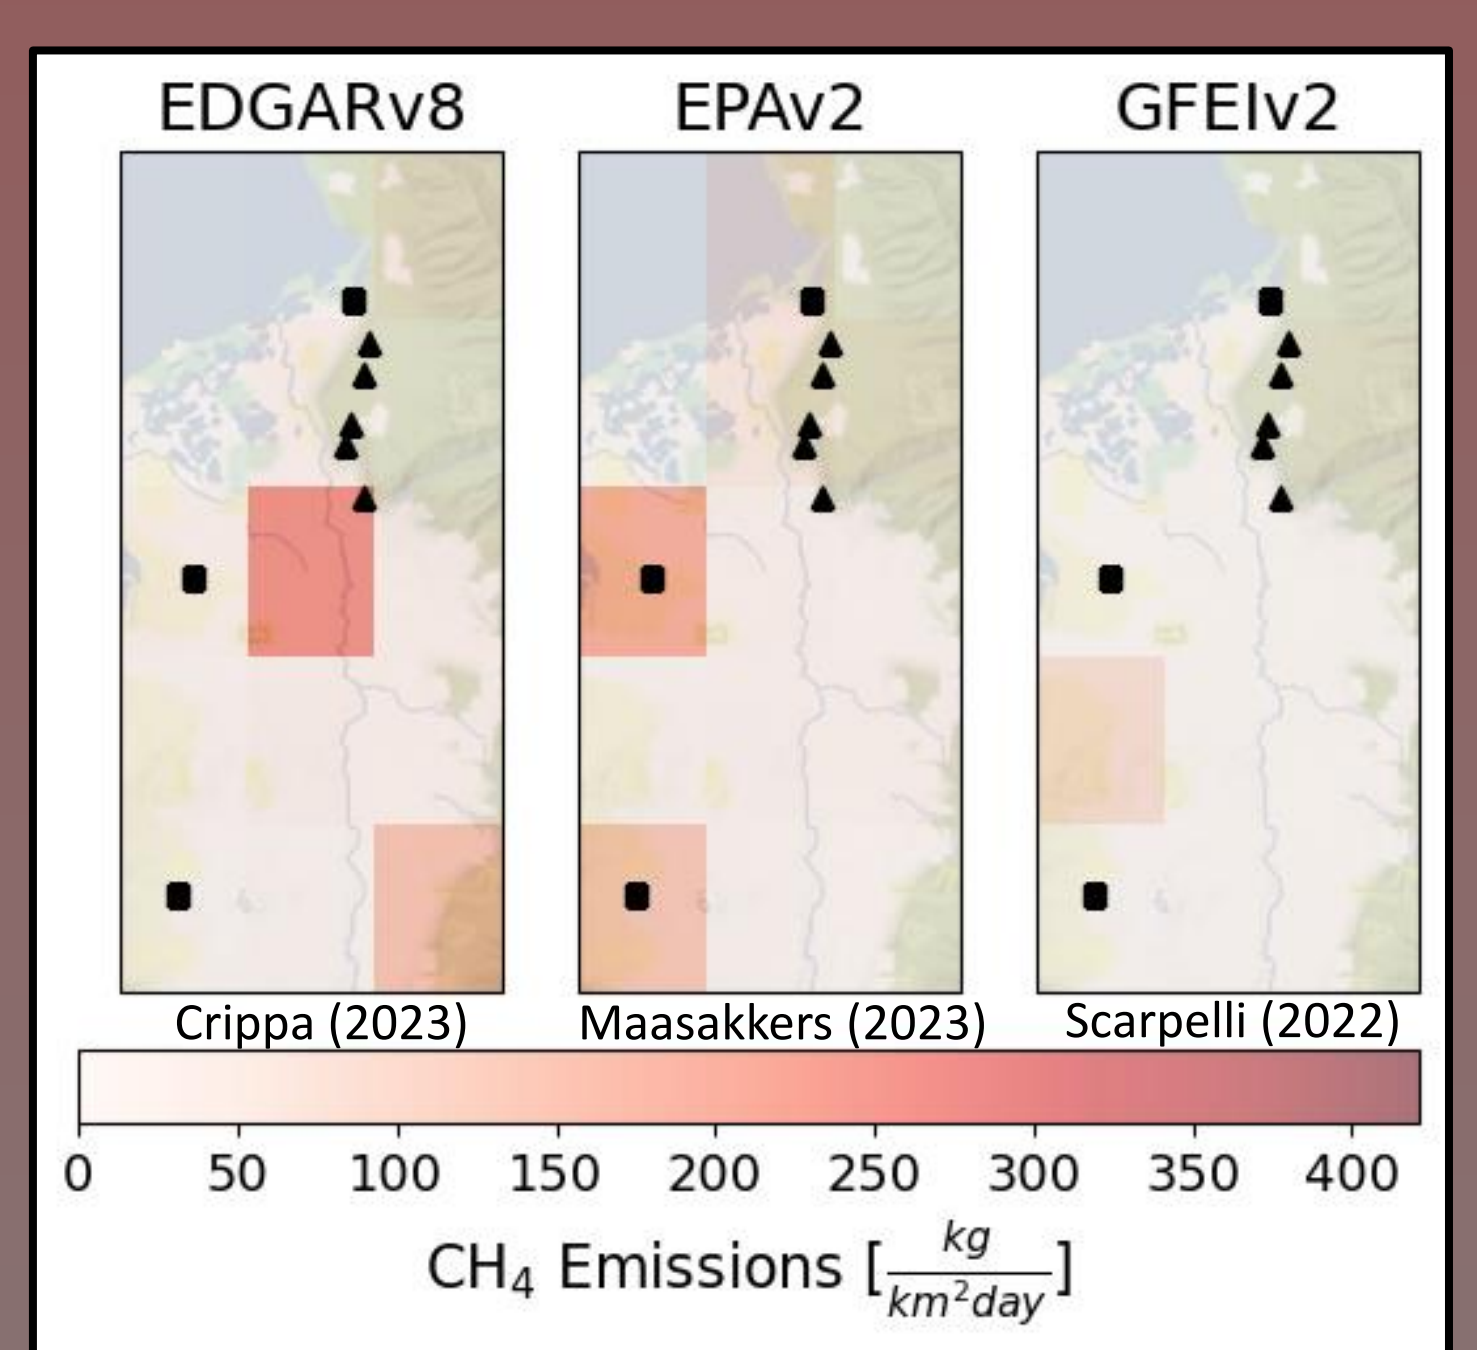 EDGARv8 EPAv2 GFEIv2
Crippa (2023) Maasakkers (2023) Scarpelli (2022)
0 50 100 150 200 250 300 350 400
CH₄ Emissions [kg/km²day]